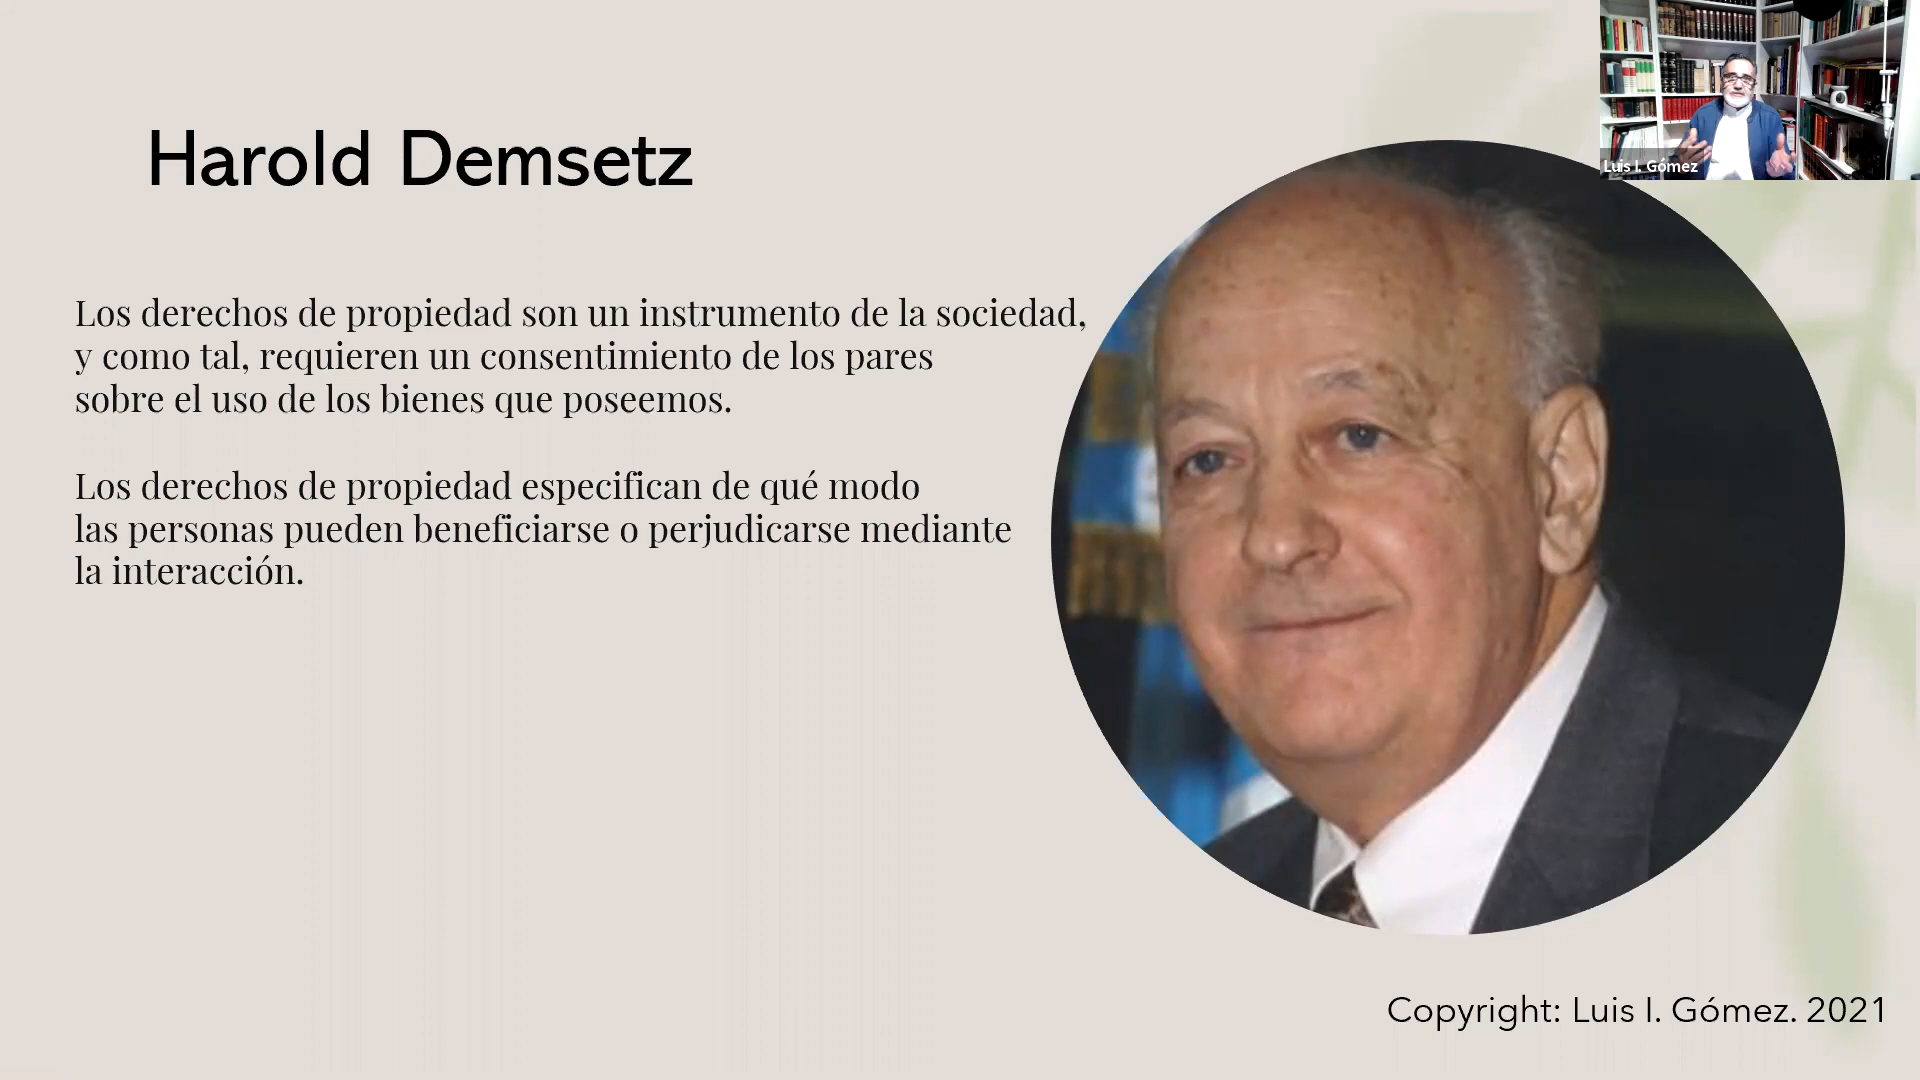 Harold Demsetz
Luis I. Gómez
Los derechos de propiedad son un instrumento de la sociedad,
y como tal, requieren un consentimiento de los pares
sobre el uso de los bienes que poseemos.
Los derechos de propiedad especifican de qué modo
las personas pueden beneficiarse o perjudicarse mediante
la interacción.
Copyright: Luis I. Gómez. 2021